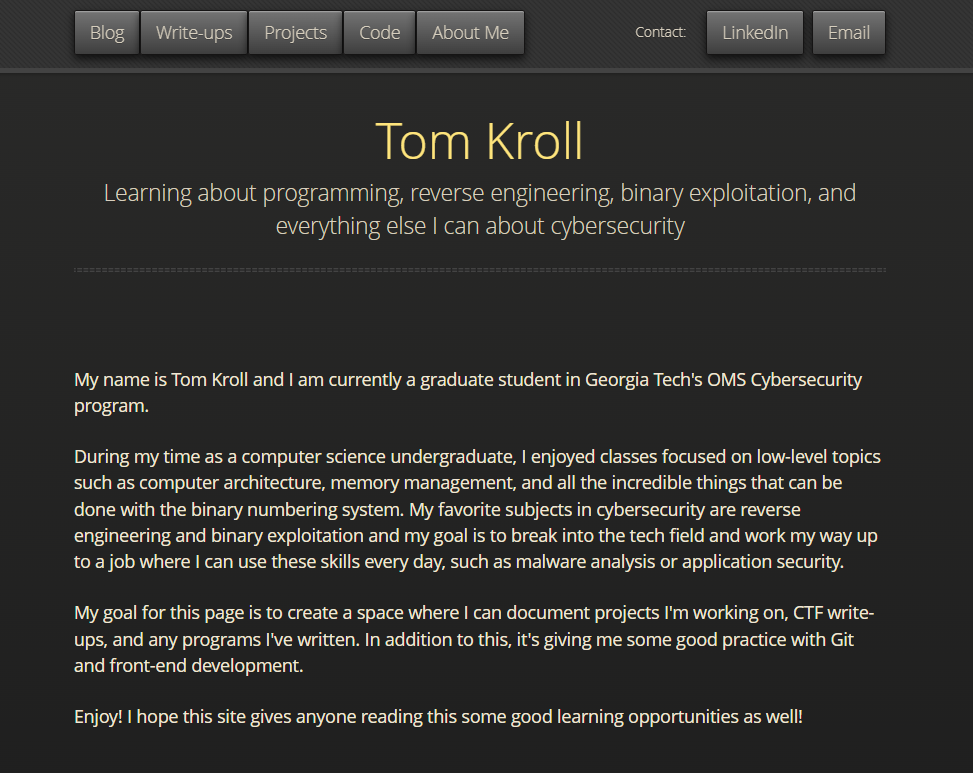 Blog Write-ups Projects Code About Me Contact: LinkedIn Email
Tom Kroll
Learning about programming, reverse engineering, binary exploitation, and
everything else I can about cybersecurity
My name is Tom Kroll and I am currently a graduate student in Georgia Tech's OMS Cybersecurity
program.
During my time as a computer science undergraduate, I enjoyed classes focused on low-level topics
such as computer architecture, memory management, and all the incredible things that can be
done with the binary numbering system. My favorite subjects in cybersecurity are reverse
engineering and binary exploitation and my goal is to break into the tech field and work my way up
to a job where I can use these skills every day, such as malware analysis or application security.
My goal for this page is to create a space where I can document projects I'm working on, CTF write-
ups, and any programs I've written. In addition to this, it's giving me some good practice with Git
and front-end development.
Enjoy! I hope this site gives anyone reading this some good learning opportunities as well!